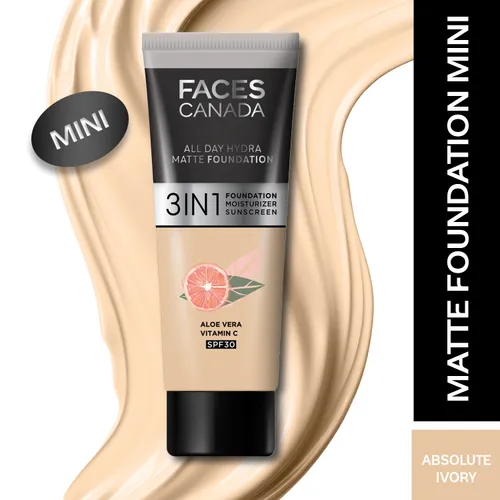 MINI
FACES
CANADA
ALL DAY HYDRA
MATTE FOUNDATION
3IN1
FOUNDATION
MOISTURIZER
SUNSCREEN
ALOE VERA
VITAMIN C
SPF30
MATTE FOUNDATION MINI
ABSOLUTE
IVORY